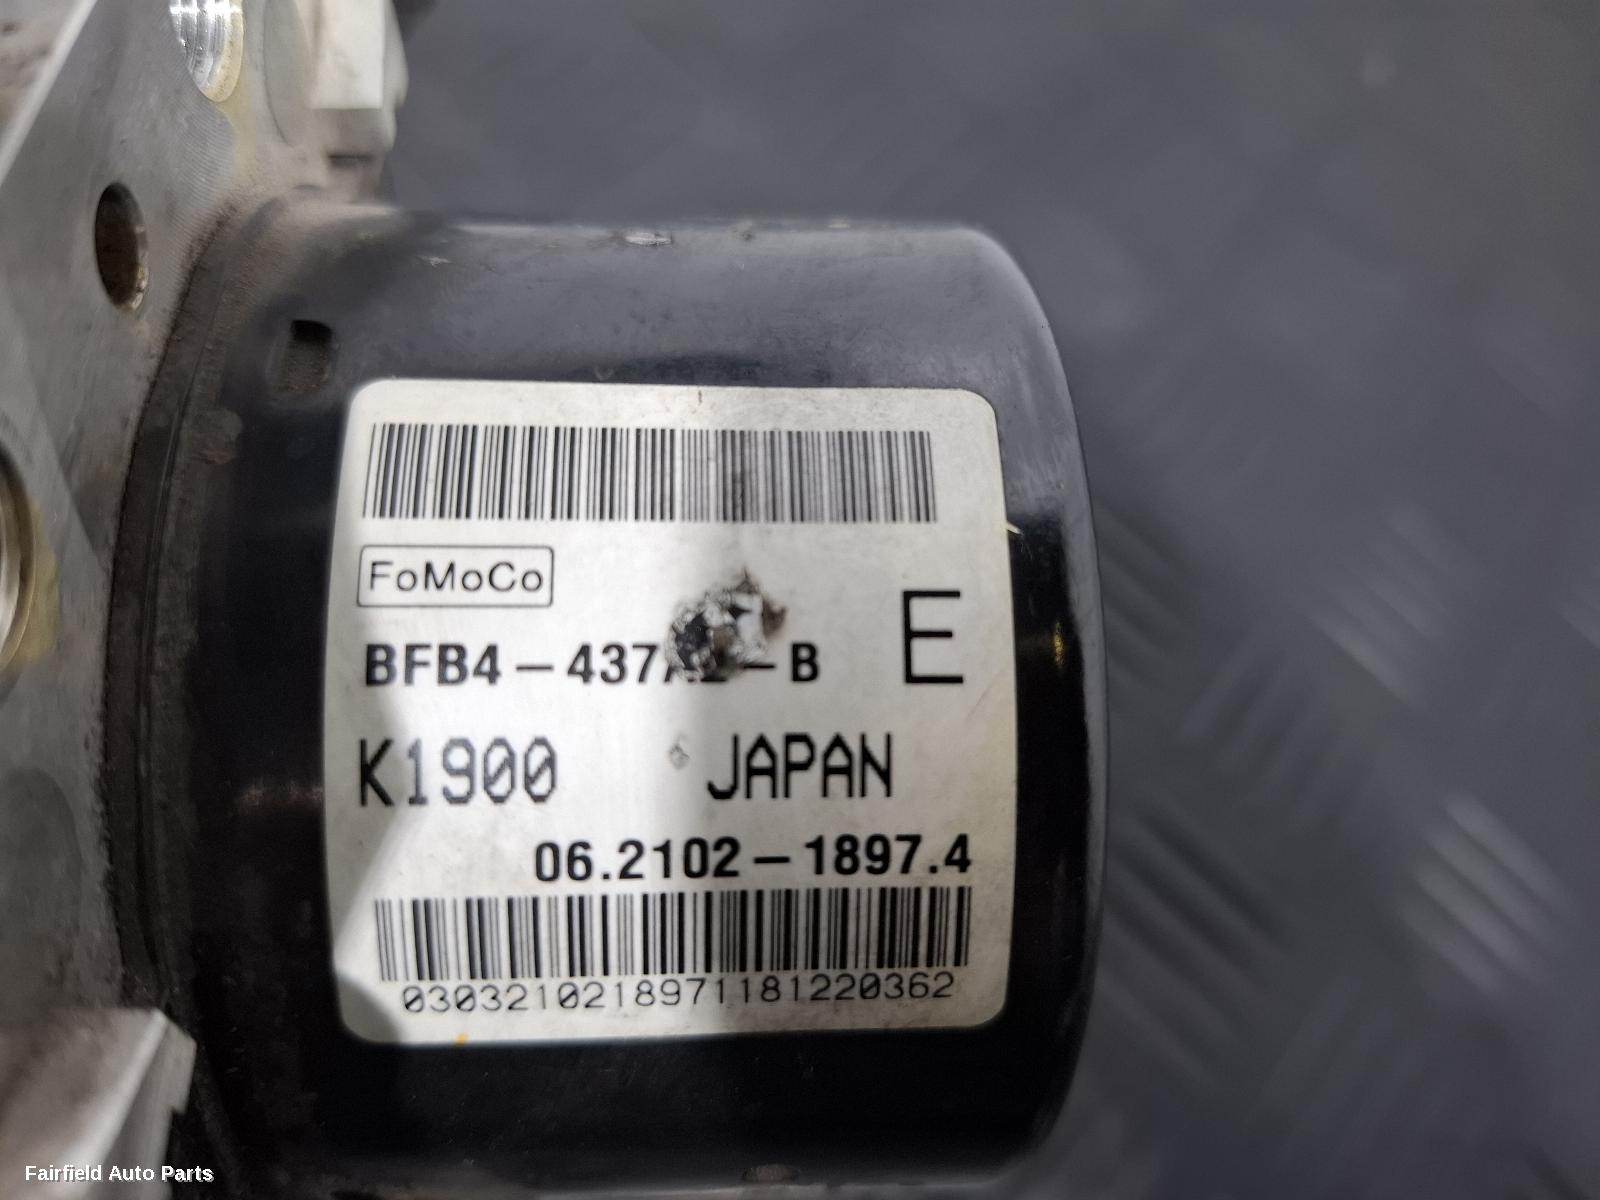 FoMoCo
E
K1900 JAPAN
06.2102-1897.4
0303210218971181220362
Fairfield Auto Parts